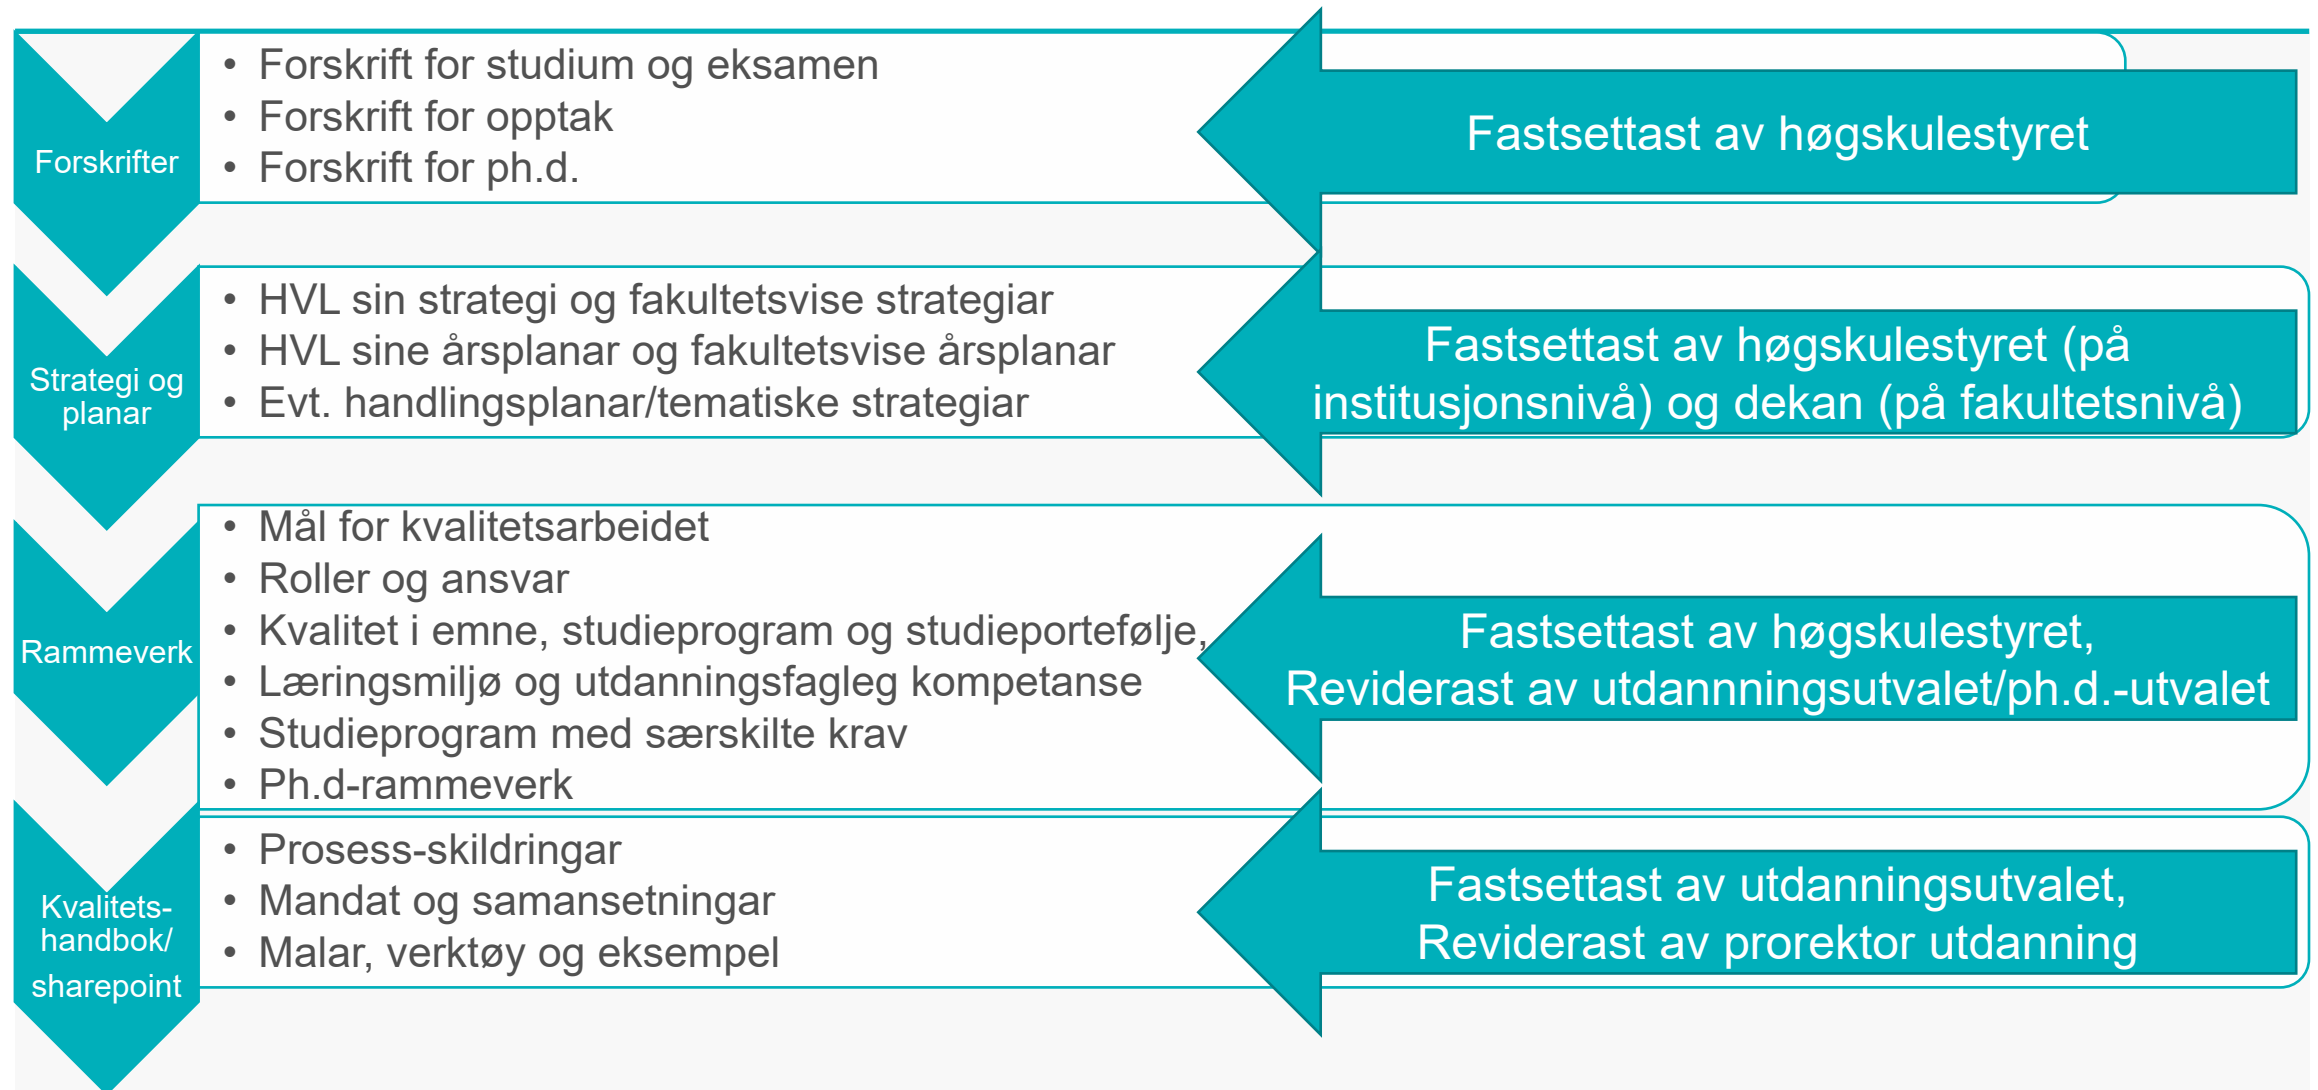 Forskrifter
• Forskrift for studium og eksamen
• Forskrift for opptak
• Forskrift for ph.d.
Fastsettast av høgskulestyret
Strategi og
planar
• HVL sin strategi og fakultetsvise strategiar
• HVL sine årsplanar og fakultetsvise årsplanar
• Evt. handlingsplanar/tematiske strategiar
Fastsettast av høgskulestyret (på
institusjonsnivå) og dekan (på fakultetsnivå)
Rammeverk
• Mål for kvalitetsarbeidet
• Roller og ansvar
• Kvalitet i emne, studieprogram og studieportefølje,
• Læringsmiljø og utdanningsfagleg kompetanse
• Studieprogram med særskilte krav
• Ph.d-rammeverk
Fastsettast av høgskulestyret,
Reviderast av utdannningsutvalet/ph.d.-utvalet
Kvalitets-
handbok/
sharepoint
• Prosess-skildringar
• Mandat og samansetningar
• Malar, verktøy og eksempel
Fastsettast av utdanningsutvalet,
Reviderast av prorektor utdanning